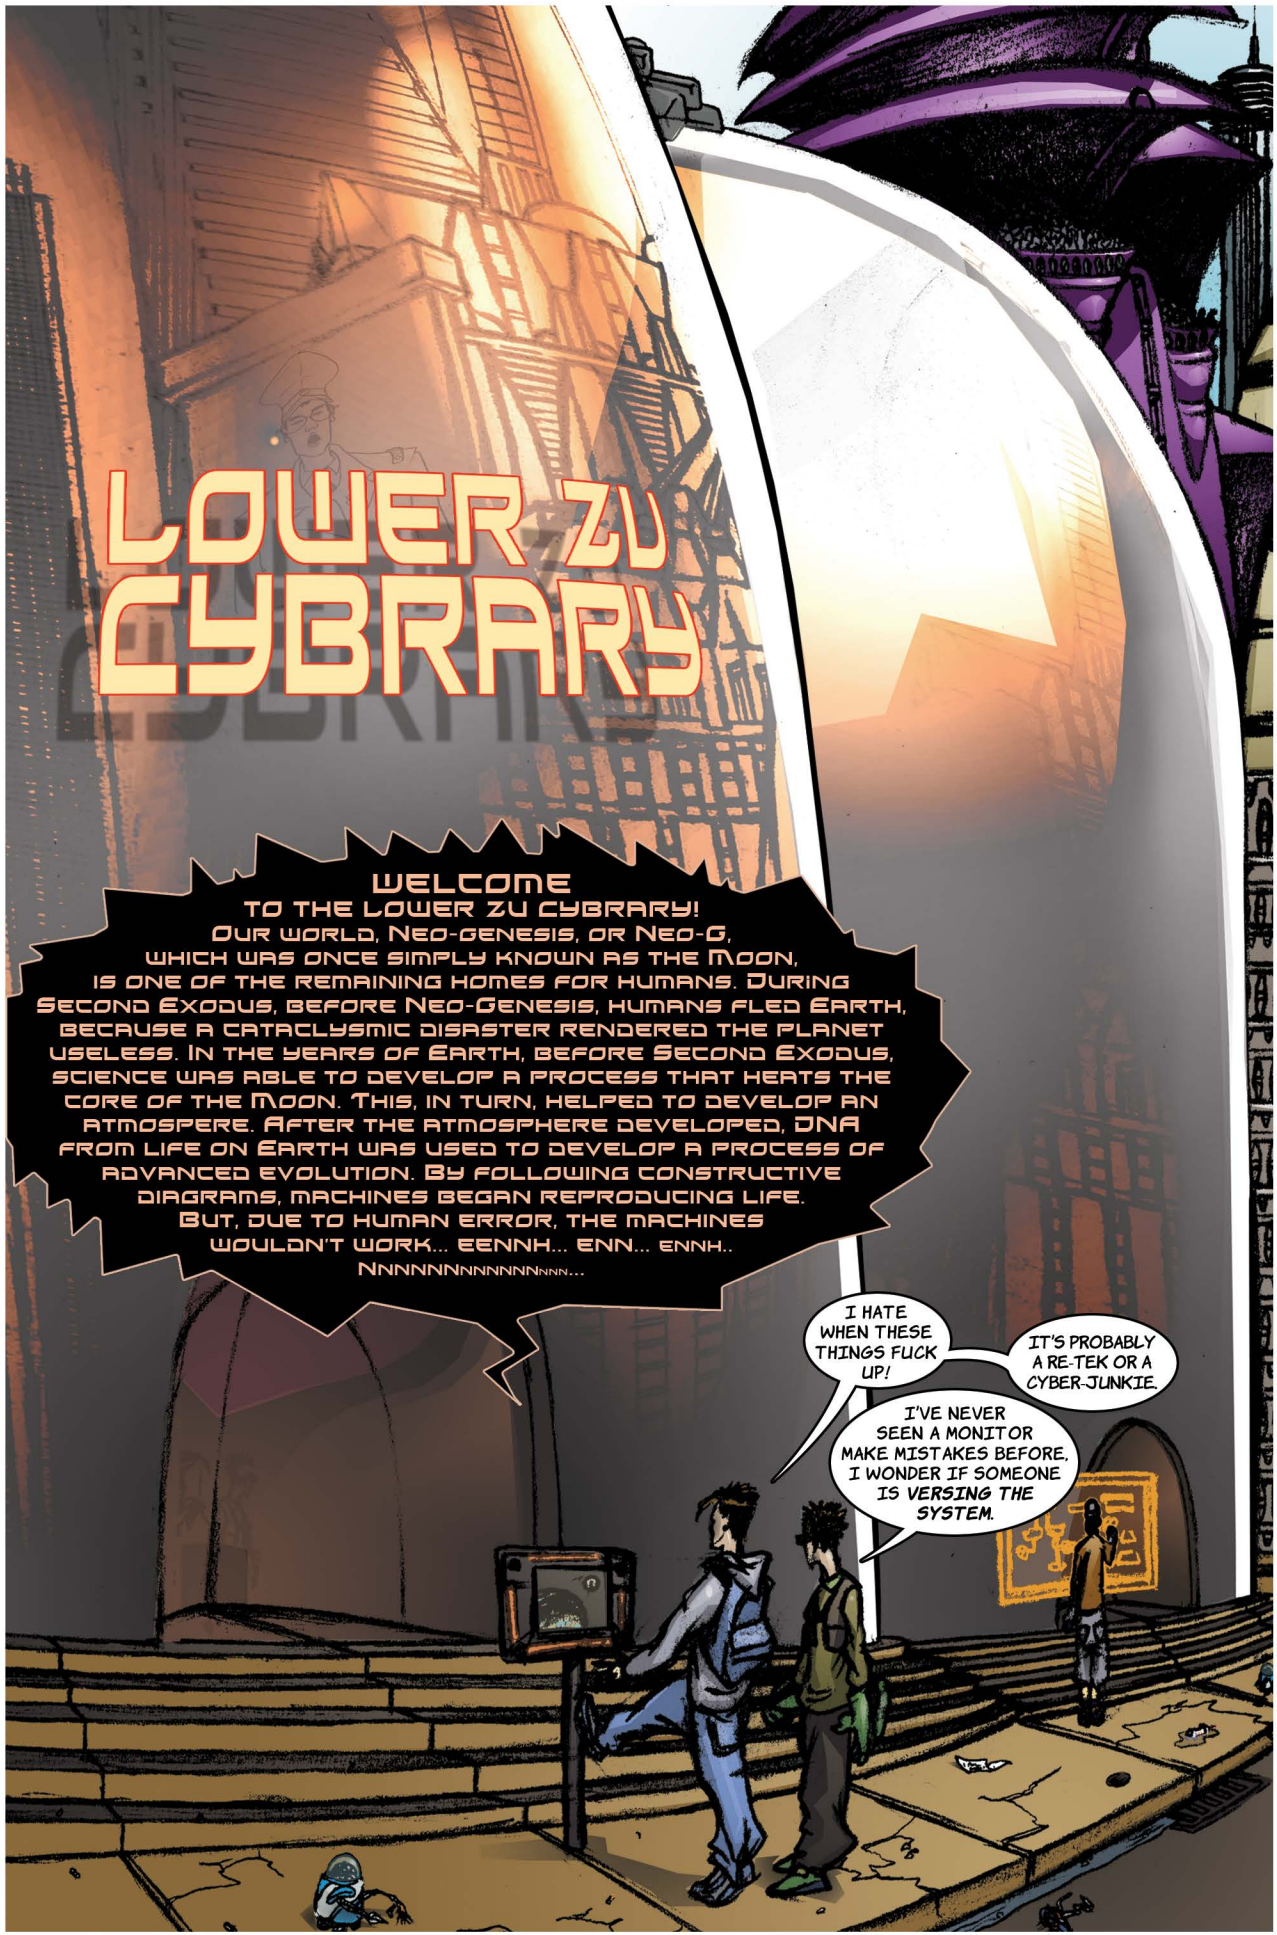 LOWER ZU
CYBRARY
WELCOME
TO THE LOWER ZU CYBRARY!
OUR WORLD, NEO-GENESIS, OR NEO-G,
WHICH WAS ONCE SIMPLY KNOWN AS THE MOON,
IS ONE OF THE REMAINING HOMES FOR HUMANS. DURING
SECOND EXODUS, BEFORE NEO-GENESIS, HUMANS FLED EARTH,
BECAUSE A CATACLYSMIC DISASTER RENDERED THE PLANET
USELESS. IN THE YEARS OF EARTH, BEFORE SECOND EXODUS,
SCIENCE WAS ABLE TO DEVELOP A PROCESS THAT HEATS THE
CORE OF THE MOON. THIS, IN TURN, HELPED TO DEVELOP AN
ATMOSPERE. AFTER THE ATMOSPHERE DEVELOPED, DNA
FROM LIFE ON EARTH WAS USED TO DEVELOP A PROCESS OF
ADVANCED EVOLUTION. BY FOLLOWING CONSTRUCTIVE
DIAGRAMS, MACHINES BEGAN REPRODUCING LIFE.
BUT, DUE TO HUMAN ERROR, THE MACHINES
WOULDN'T WORK... EENNH... ENN... ENNH..
NNNNNNNNNNNNNNNN...
I HATE
WHEN THESE
THINGS FUCK
UP!
IT'S PROBABLY
A RE-TEK OR A
CYBER-JUNKIE.
I'VE NEVER
SEEN A MONITOR
MAKE MISTAKES BEFORE,
I WONDER IF SOMEONE
IS VERSING THE
SYSTEM.